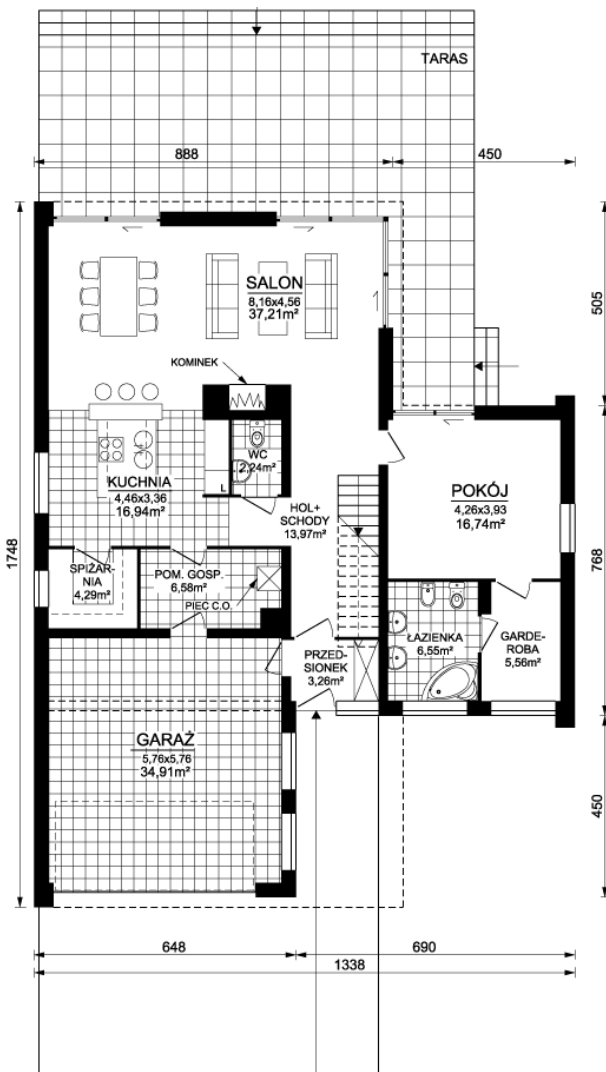 TARAS
888
450
SALON
8,16x4,56
37,21m²
505
KOMINEK
WC
2,24m²
KUCHNIA
4,46x3,36
16,94m²
L
HOL+
SCHODY
13,97m²
POKÓJ
4,26x3,93
16,74m²
1748
768
SPIŻAR-
NIA
4,29m²
POM. GOSP.
6,58m²
PIEC C.O.
ŁAZIENKA
6,55m²
GARDE-
ROBA
5,56m²
PRZED-
SIONEK
3,26m²
GARAŻ
5,76x5,76
34,91m²
450
648
690
1338